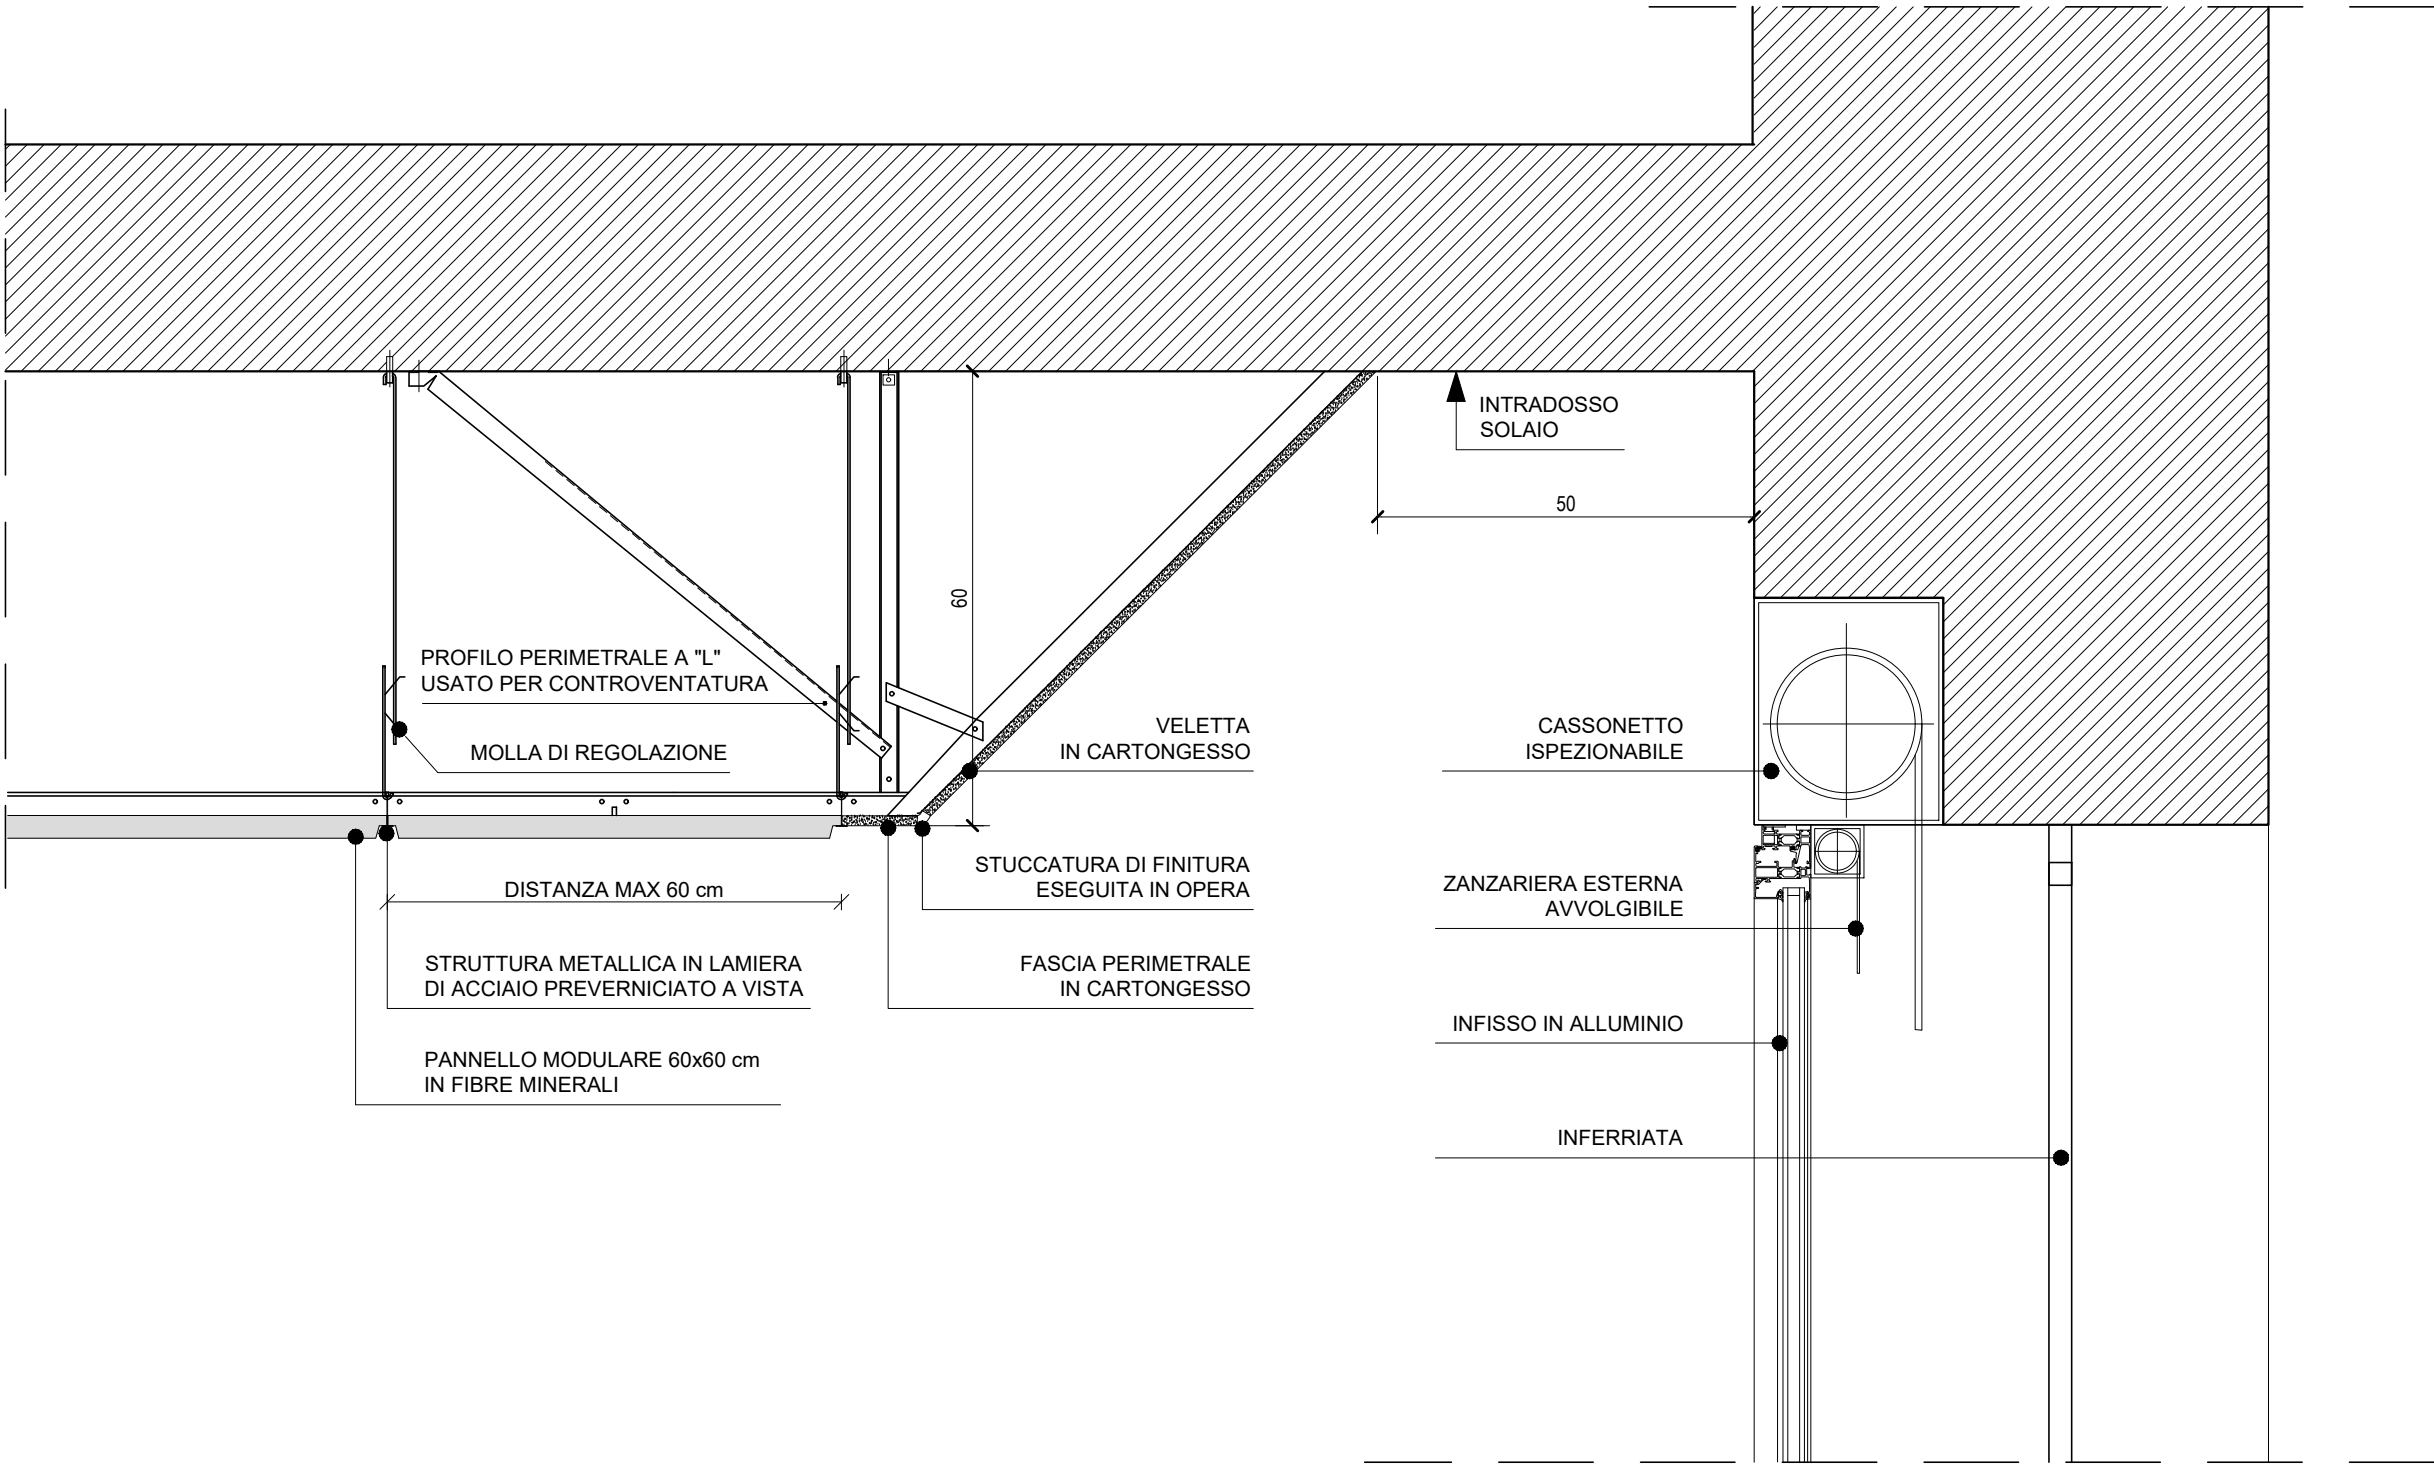 INTRADOSSO
SOLAIO
50
60
PROFILO PERIMETRALE A "L"
USATO PER CONTROVENTATURA
MOLLA DI REGOLAZIONE
VELETTA
IN CARTONGESSO
CASSONETTO
ISPEZIONABILE
STUCCATURA DI FINITURA
ESEGUITA IN OPERA
DISTANZA MAX 60 cm
ZANZARIERA ESTERNA
AVVOLGIBILE
STRUTTURA METALLICA IN LAMIERA
DI ACCIAIO PREVERNICIATO A VISTA
FASCIA PERIMETRALE
IN CARTONGESSO
INFISSO IN ALLUMINIO
PANNELLO MODULARE 60x60 cm
IN FIBRE MINERALI
INFERRIATA